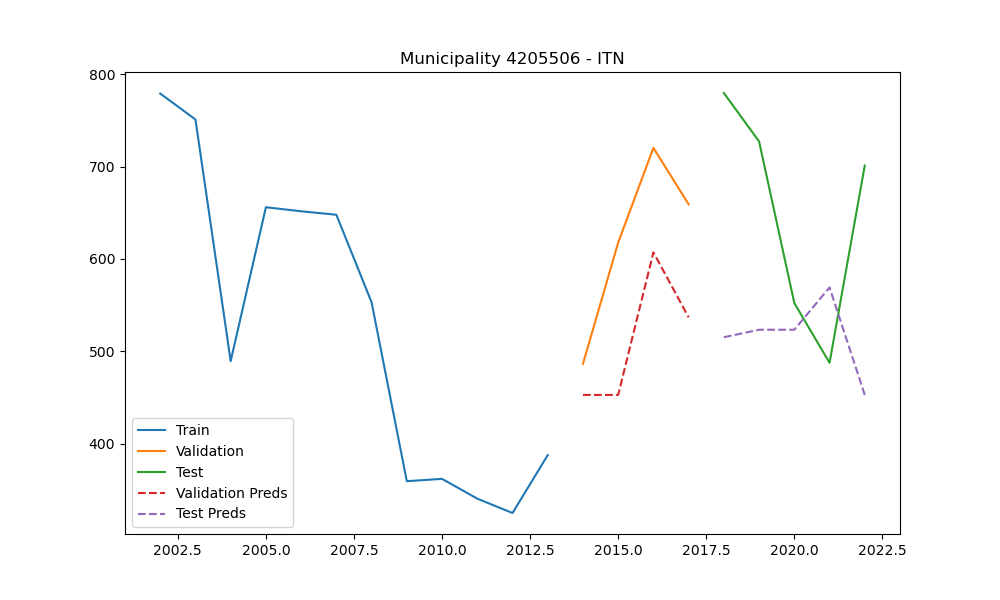 Municipality 4205506 - ITN
800
700
600
500
400
Train
Validation
Test
Validation Preds
Test Preds
2002.5 2005.0 2007.5 2010.0 2012.5 2015.0 2017.5 2020.0 2022.5